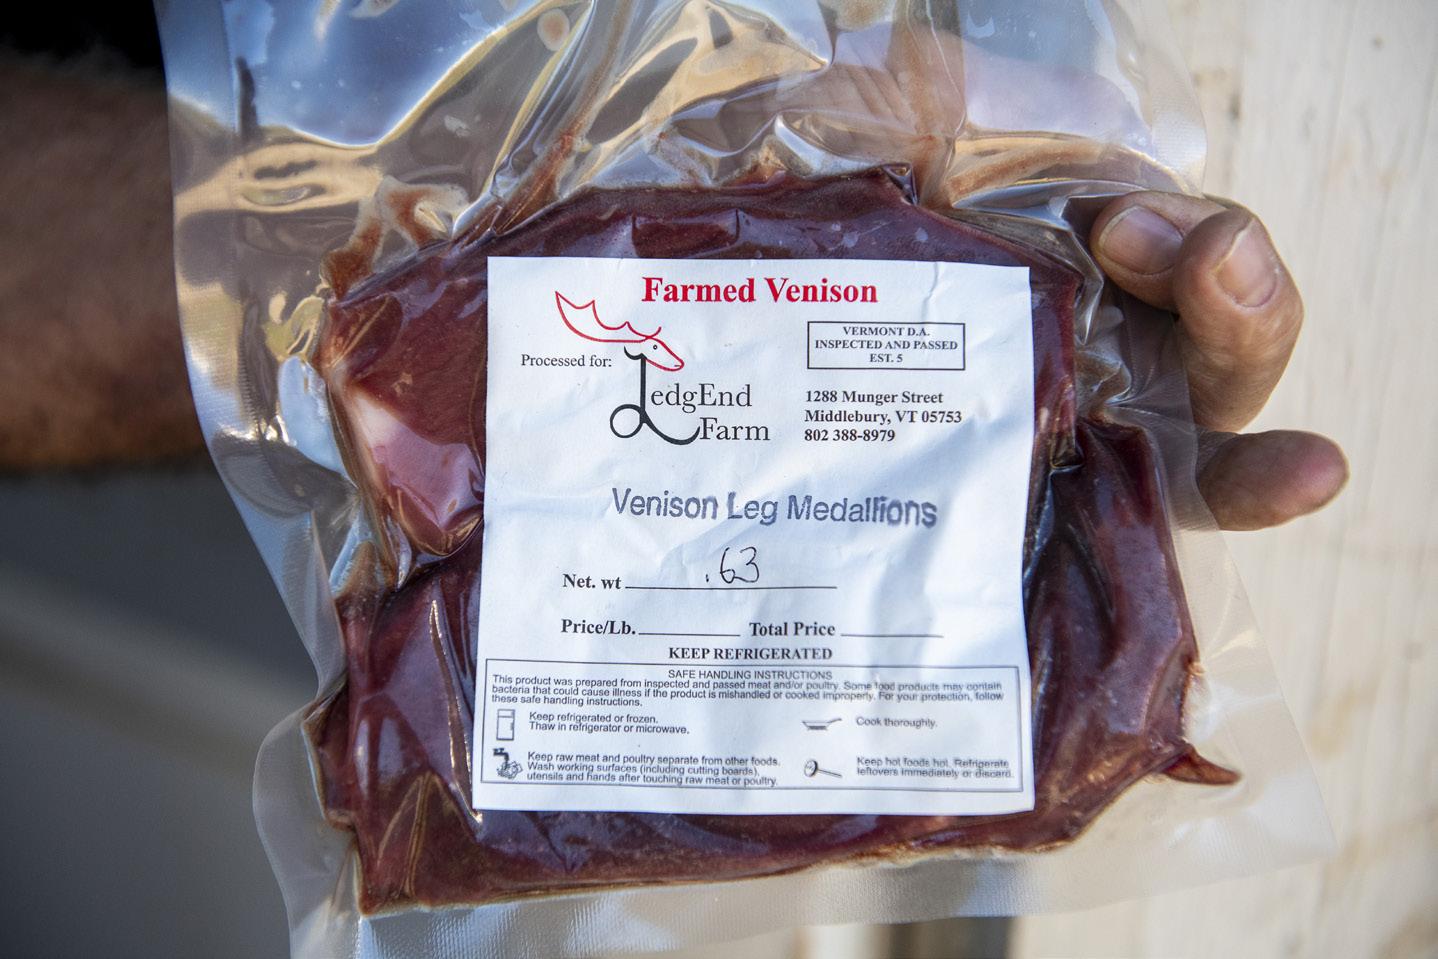 Farmed Venison
VERMONT D.A.
INSPECTED AND PASSED
EST. 5
Processed for:
LedgEnd
Farm
1288 Munger Street
Middlebury, VT 05753
802 388-8979
Venison Leg Medallions
Net. wt .63
Price/Lb. Total Price
KEEP REFRIGERATED
SAFE HANDLING INSTRUCTIONS
This product was prepared from inspected and passed meat and/or poultry. Some food products may contain
bacteria that could cause illness if the product is mishandled or cooked improperly. For your protection, follow
these safe handling instructions.
Keep refrigerated or frozen.
Thaw in refrigerator or microwave.
Cook thoroughly.
Keep raw meat and poultry separate from other foods.
Wash working surfaces (including cutting boards),
utensils and hands after touching raw meat or poultry.
Keep hot foods hot. Refrigerate
leftovers immediately or discard.